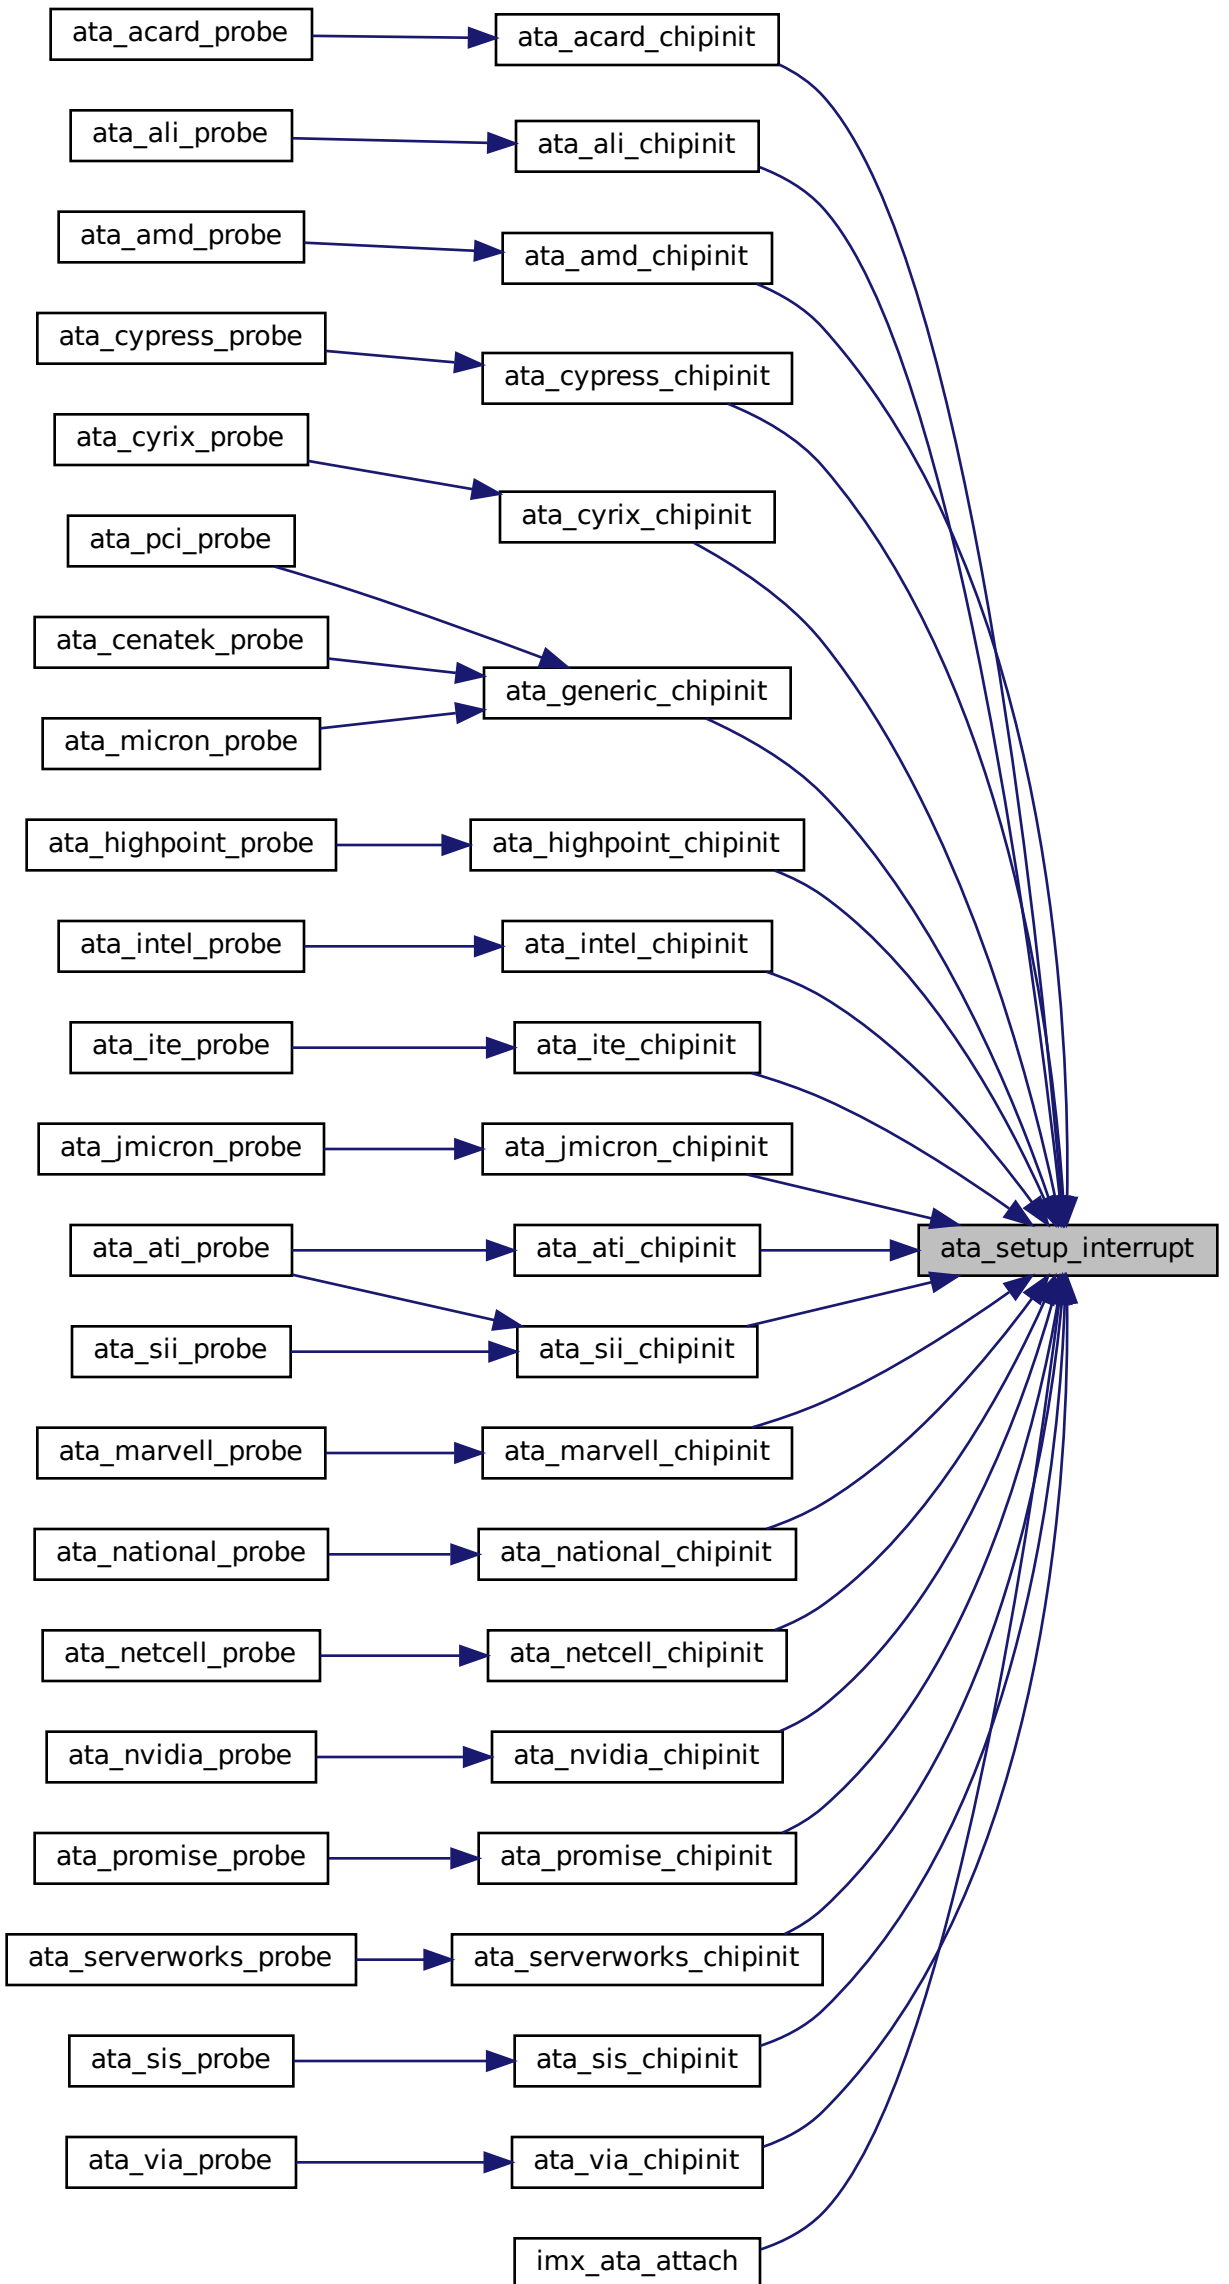 ata_acard_probe
ata_acard_chipinit
ata_ali_probe
ata_ali_chipinit
ata_amd_probe
ata_amd_chipinit
ata_cypress_probe
ata_cypress_chipinit
ata_cyrix_probe
ata_cyrix_chipinit
ata_pci_probe
ata_cenatek_probe
ata_generic_chipinit
ata_micron_probe
ata_highpoint_probe
ata_highpoint_chipinit
ata_intel_probe
ata_intel_chipinit
ata_ite_probe
ata_ite_chipinit
ata_jmicron_probe
ata_jmicron_chipinit
ata_ati_probe
ata_ati_chipinit
ata_setup_interrupt
ata_sii_probe
ata_sii_chipinit
ata_marvell_probe
ata_marvell_chipinit
ata_national_probe
ata_national_chipinit
ata_netcell_probe
ata_netcell_chipinit
ata_nvidia_probe
ata_nvidia_chipinit
ata_promise_probe
ata_promise_chipinit
ata_serverworks_probe
ata_serverworks_chipinit
ata_sis_probe
ata_sis_chipinit
ata_via_probe
ata_via_chipinit
imx_ata_attach